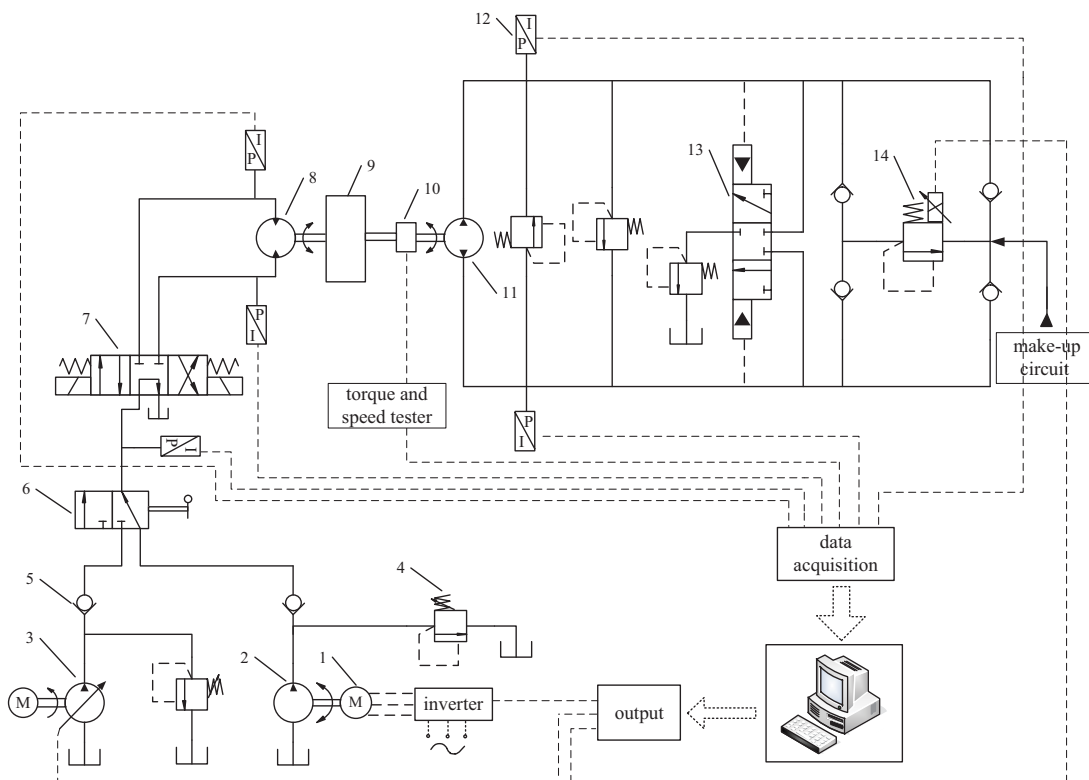 12
I
P
I
P
13
14
9
8
10
11
P
I
7
make-up
circuit
torque and
speed tester
P
I
I
P
6
data
acquisition
5
4
3
2
1
M
M
inverter
output